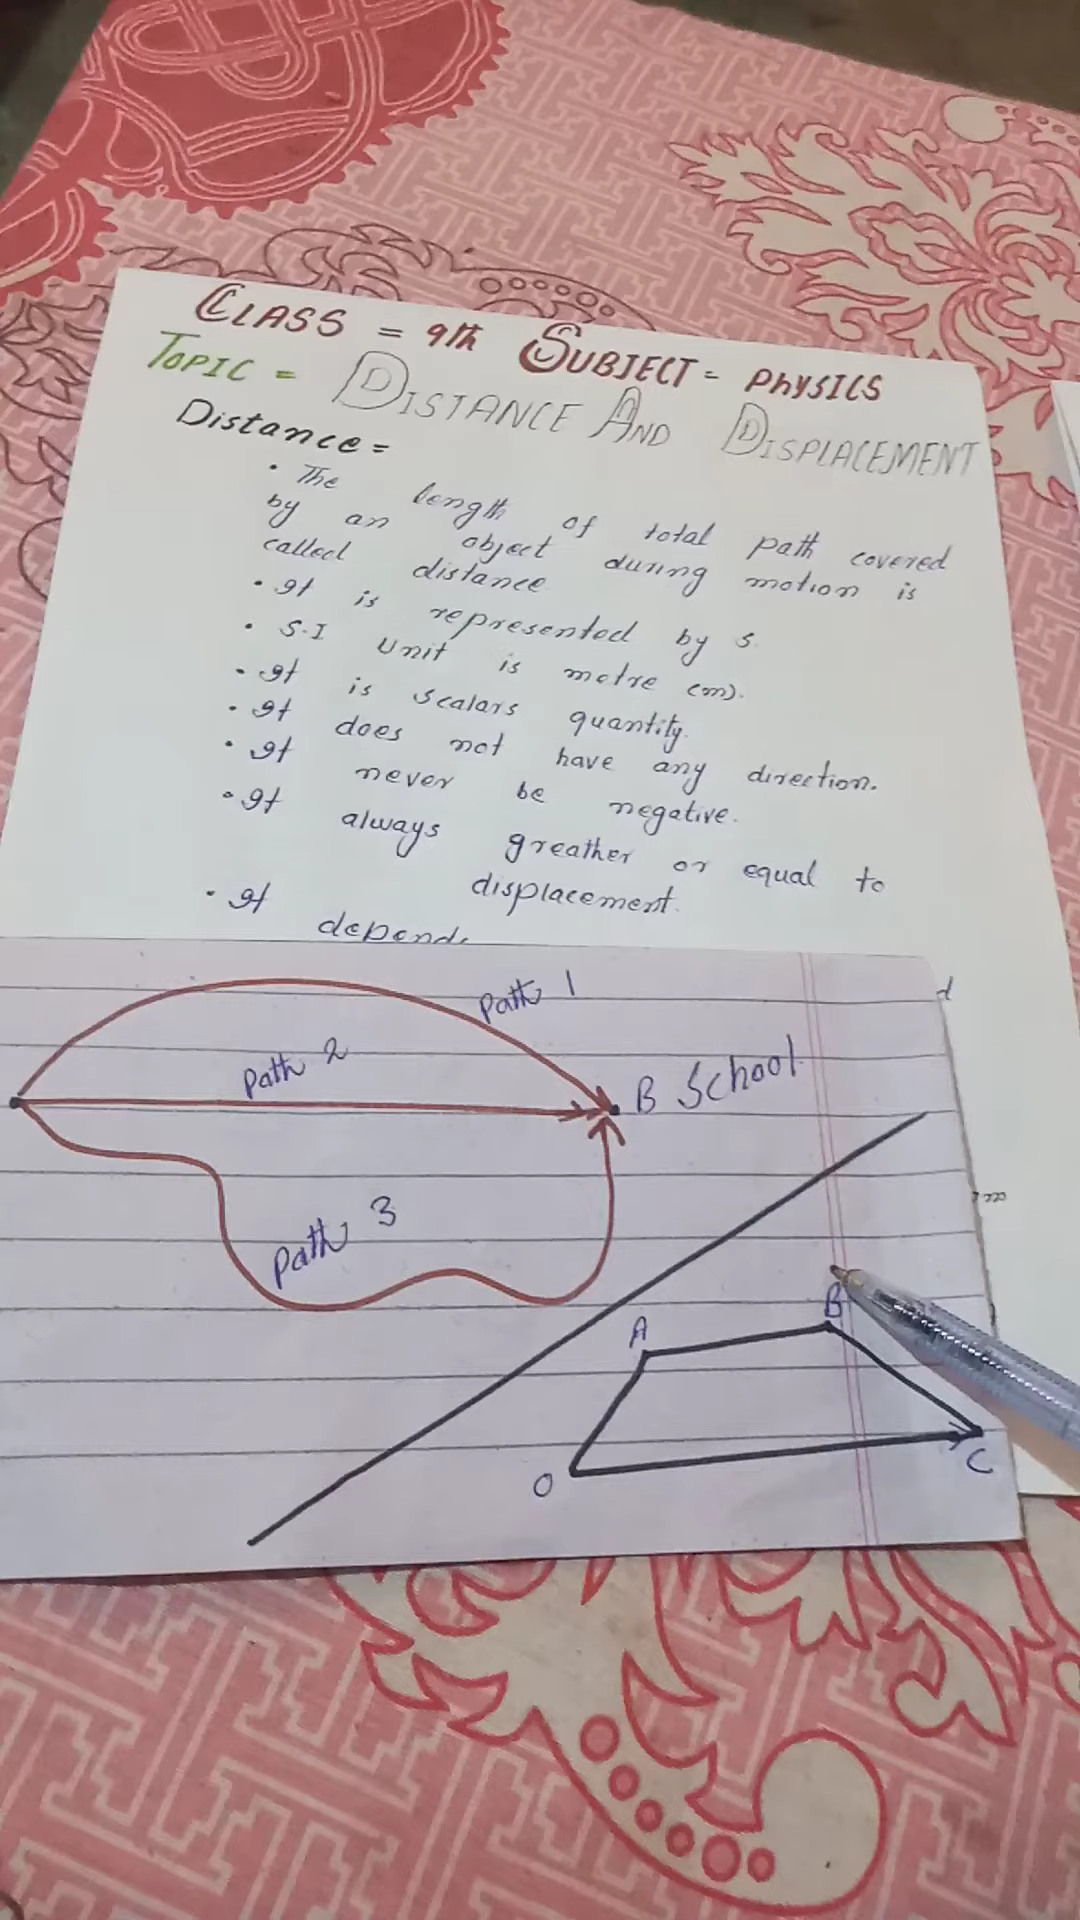 CLASS = 9th SUBJECT = PhYSICS
TOPIC = DISTANCE AND DISPLACEMENT
Distance =
• The length of total path covered
by an object during motion is
called distance.
• It is represented by s.
• S.I Unit is metre (m).
• It is scalars quantity.
• It does not have any direction.
• It never be negative.
• It always greather or equal to
displacement.
• It depends
Path 1
Path 2
B School
Path 3
A
B
O
C